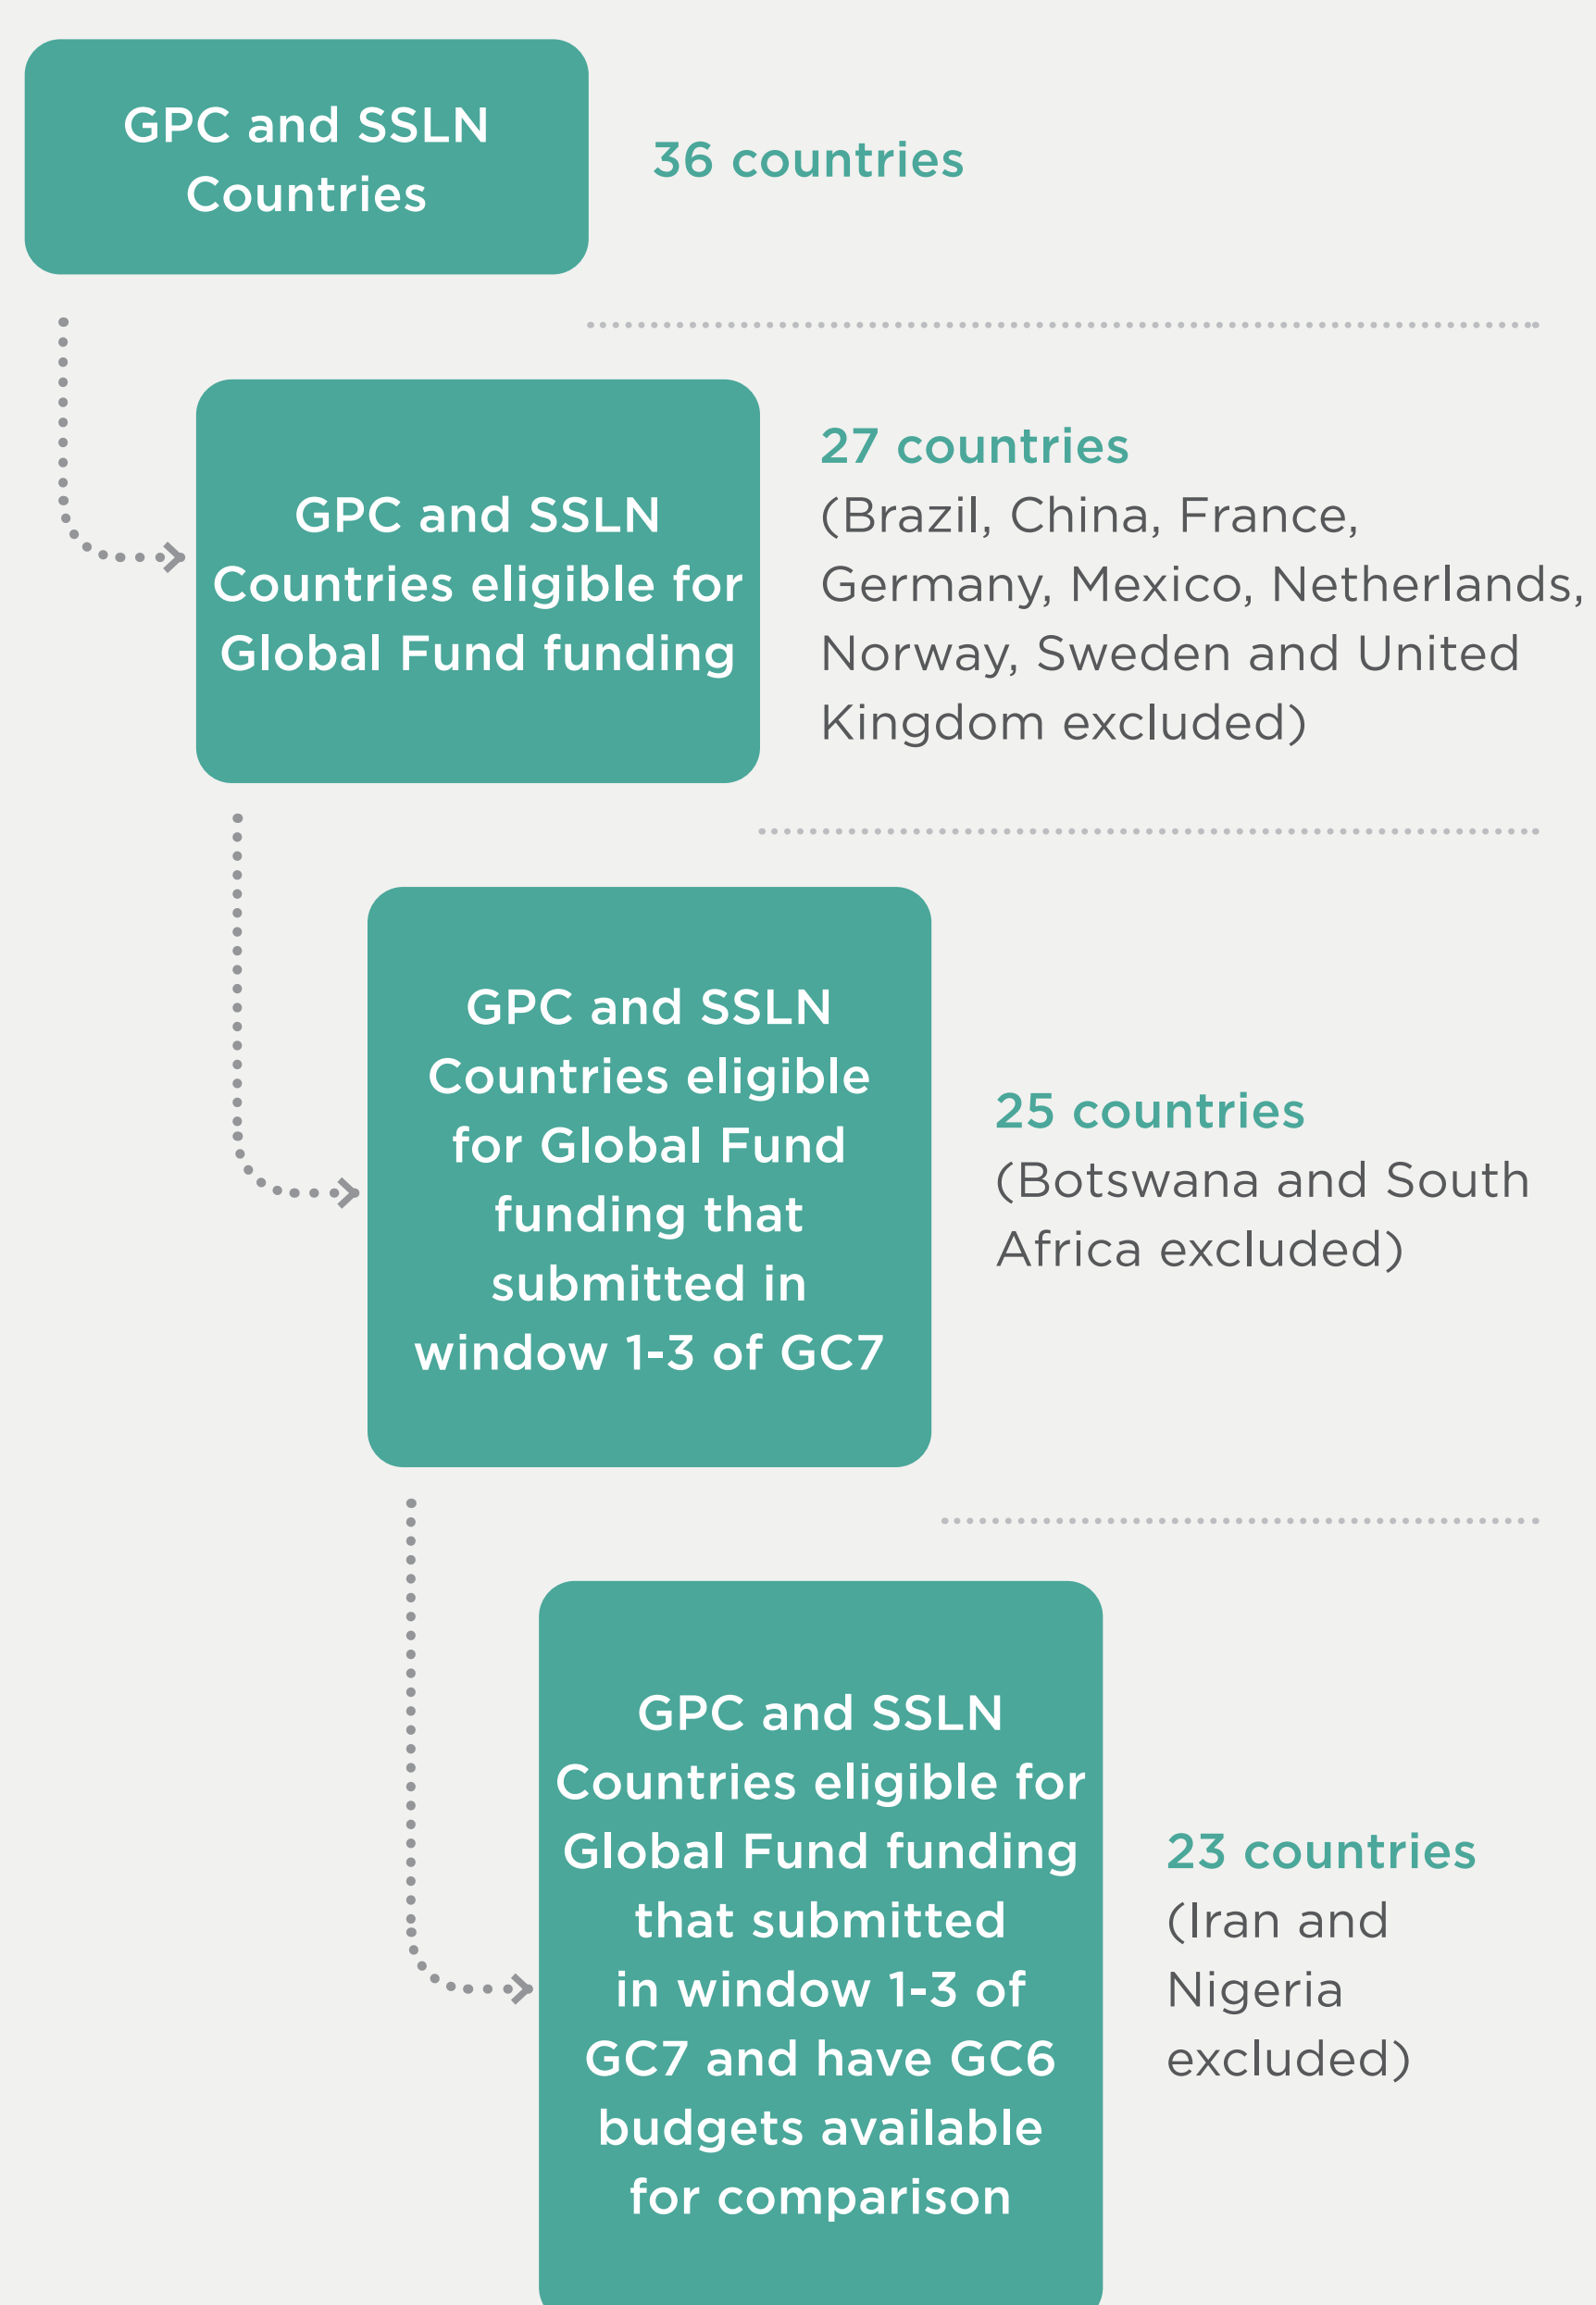 GPC and SSLN
Countries
36 countries
GPC and SSLN
Countries eligible for
Global Fund funding
27 countries
(Brazil, China, France,
Germany, Mexico, Netherlands,
Norway, Sweden and United
Kingdom excluded)
GPC and SSLN
Countries eligible
for Global Fund
funding that
submitted in
window 1-3 of GC7
25 countries
(Botswana and South
Africa excluded)
GPC and SSLN
Countries eligible for
Global Fund funding
that submitted
in window 1-3 of
GC7 and have GC6
budgets available
for comparison
23 countries
(Iran and
Nigeria
excluded)